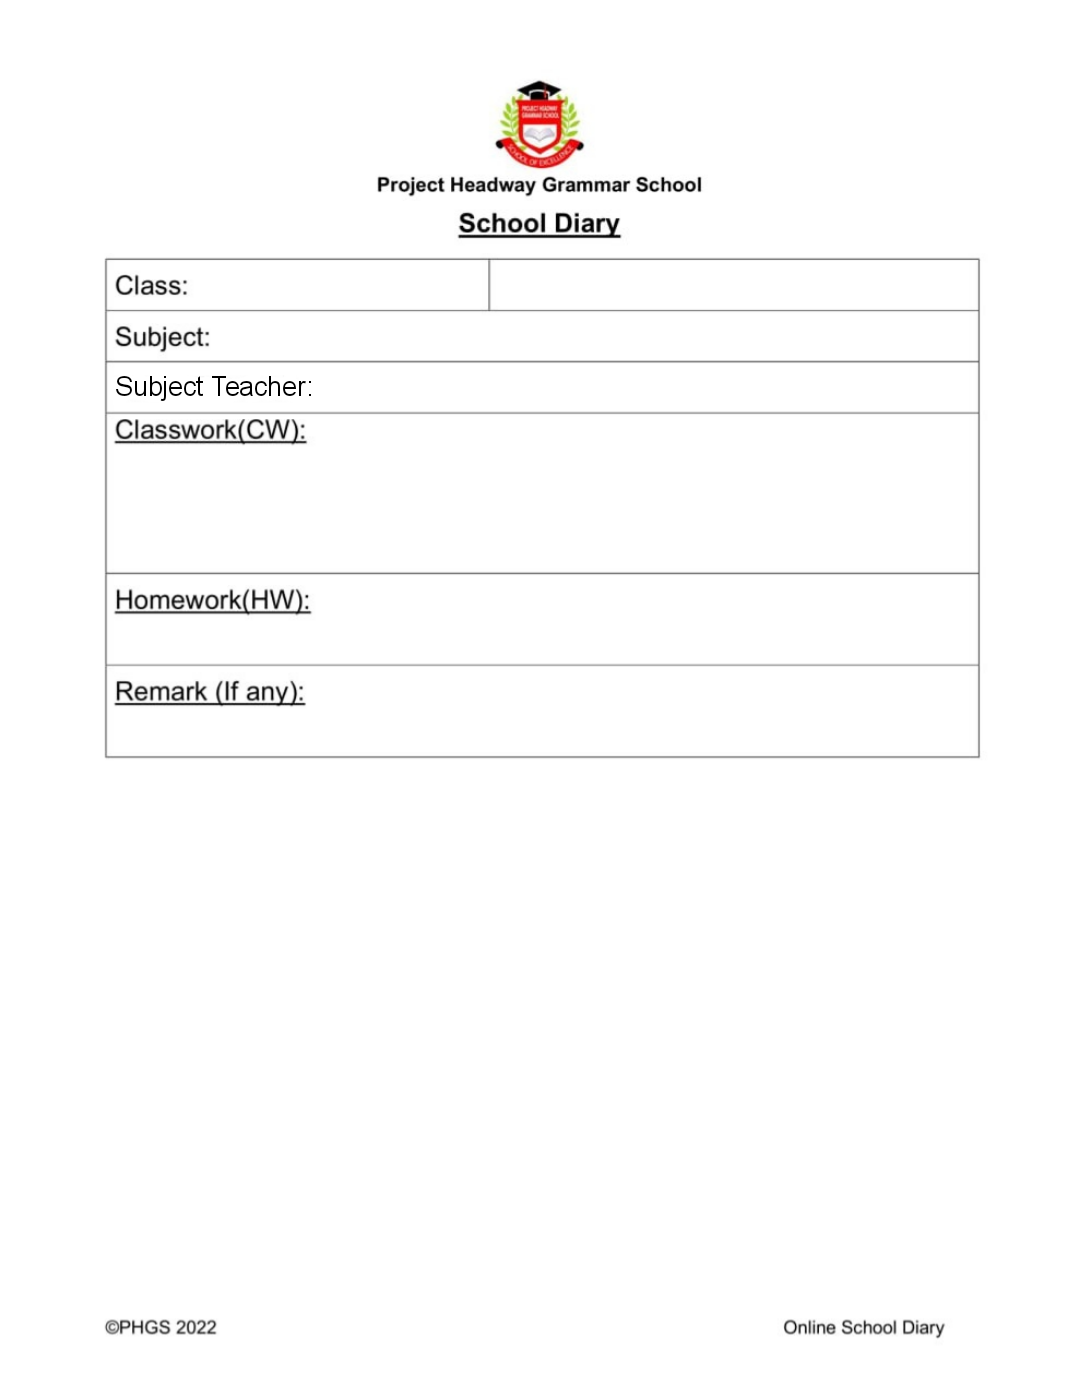 PROJECT HEADWAY
GRAMMAR SCHOOL
SCHOOL OF EXCELLENCE
Project Headway Grammar School
School Diary
Class:
Subject:
Subject Teacher:
Classwork(CW):
Homework(HW):
Remark (If any):
©PHGS 2022
Online School Diary